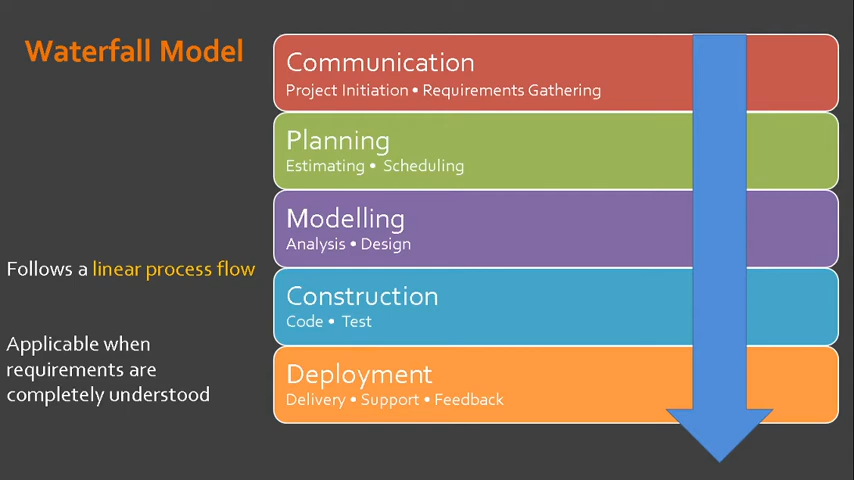 Waterfall Model
Communication
Project Initiation • Requirements Gathering
Planning
Estimating • Scheduling
Modelling
Analysis • Design
Construction
Code • Test
Deployment
Delivery • Support • Feedback
Follows a linear process flow
Applicable when
requirements are
completely understood